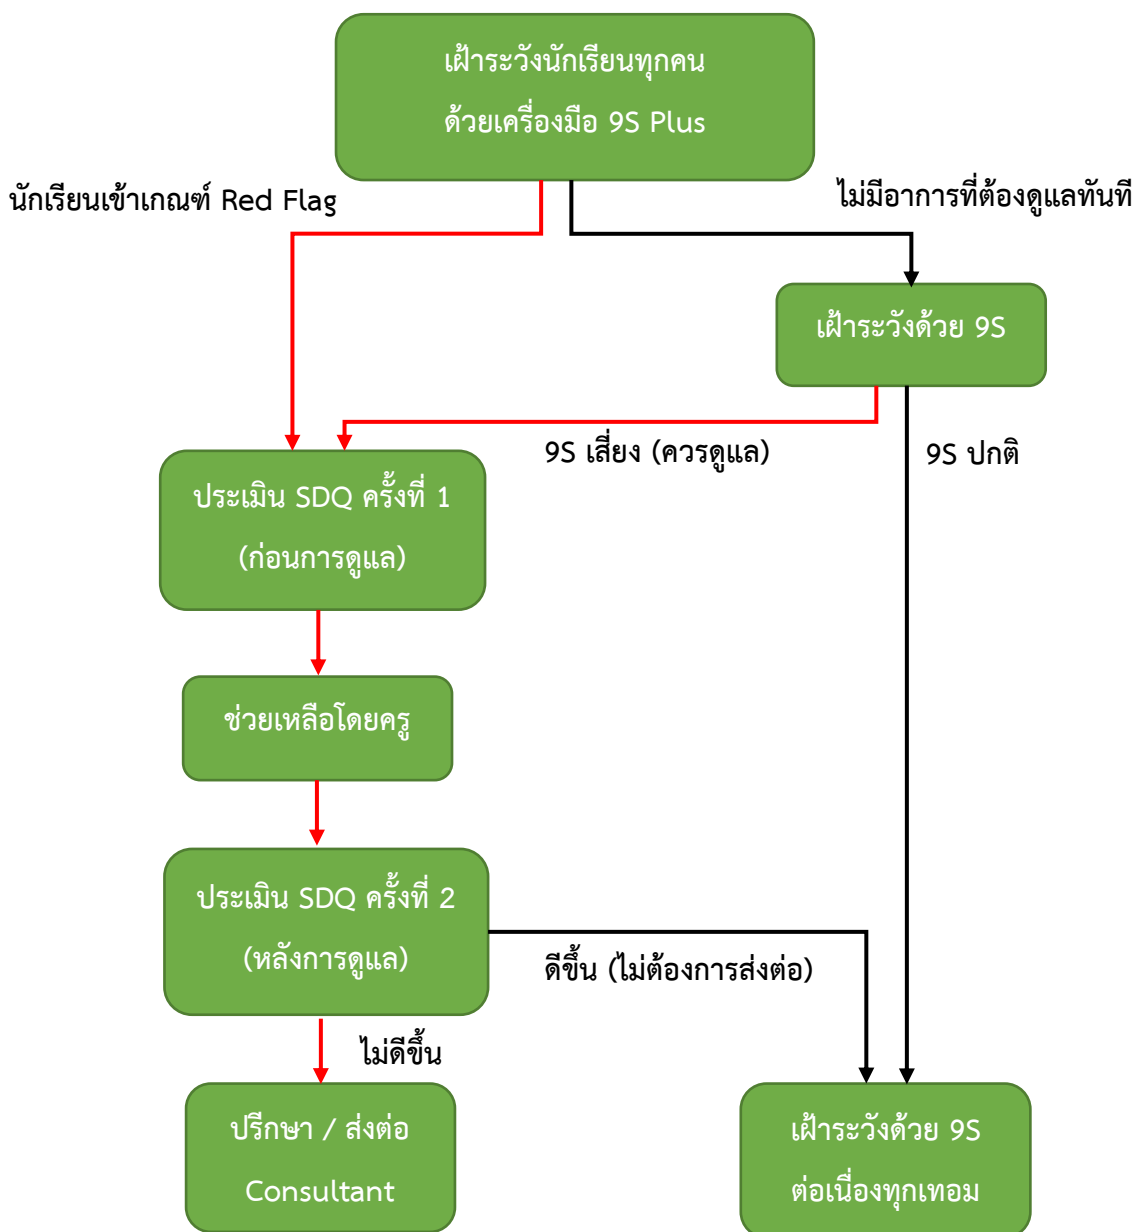 เฝ้าระวังนักเรียนทุกคน
ด้วยเครื่องมือ 9S Plus
นักเรียนเข้าเกณฑ์ Red Flag
ไม่มีอาการที่ต้องดูแลทันที
เฝ้าระวังด้วย 9S
9S เสี่ยง (ควรดูแล)
9S ปกติ
ประเมิน SDQ ครั้งที่ 1
(ก่อนการดูแล)
ช่วยเหลือโดยครู
ประเมิน SDQ ครั้งที่ 2
(หลังการดูแล)
ดีขึ้น (ไม่ต้องการส่งต่อ)
ไม่ดีขึ้น
ปรึกษา / ส่งต่อ
Consultant
เฝ้าระวังด้วย 9S
ต่อเนื่องทุกเทอม